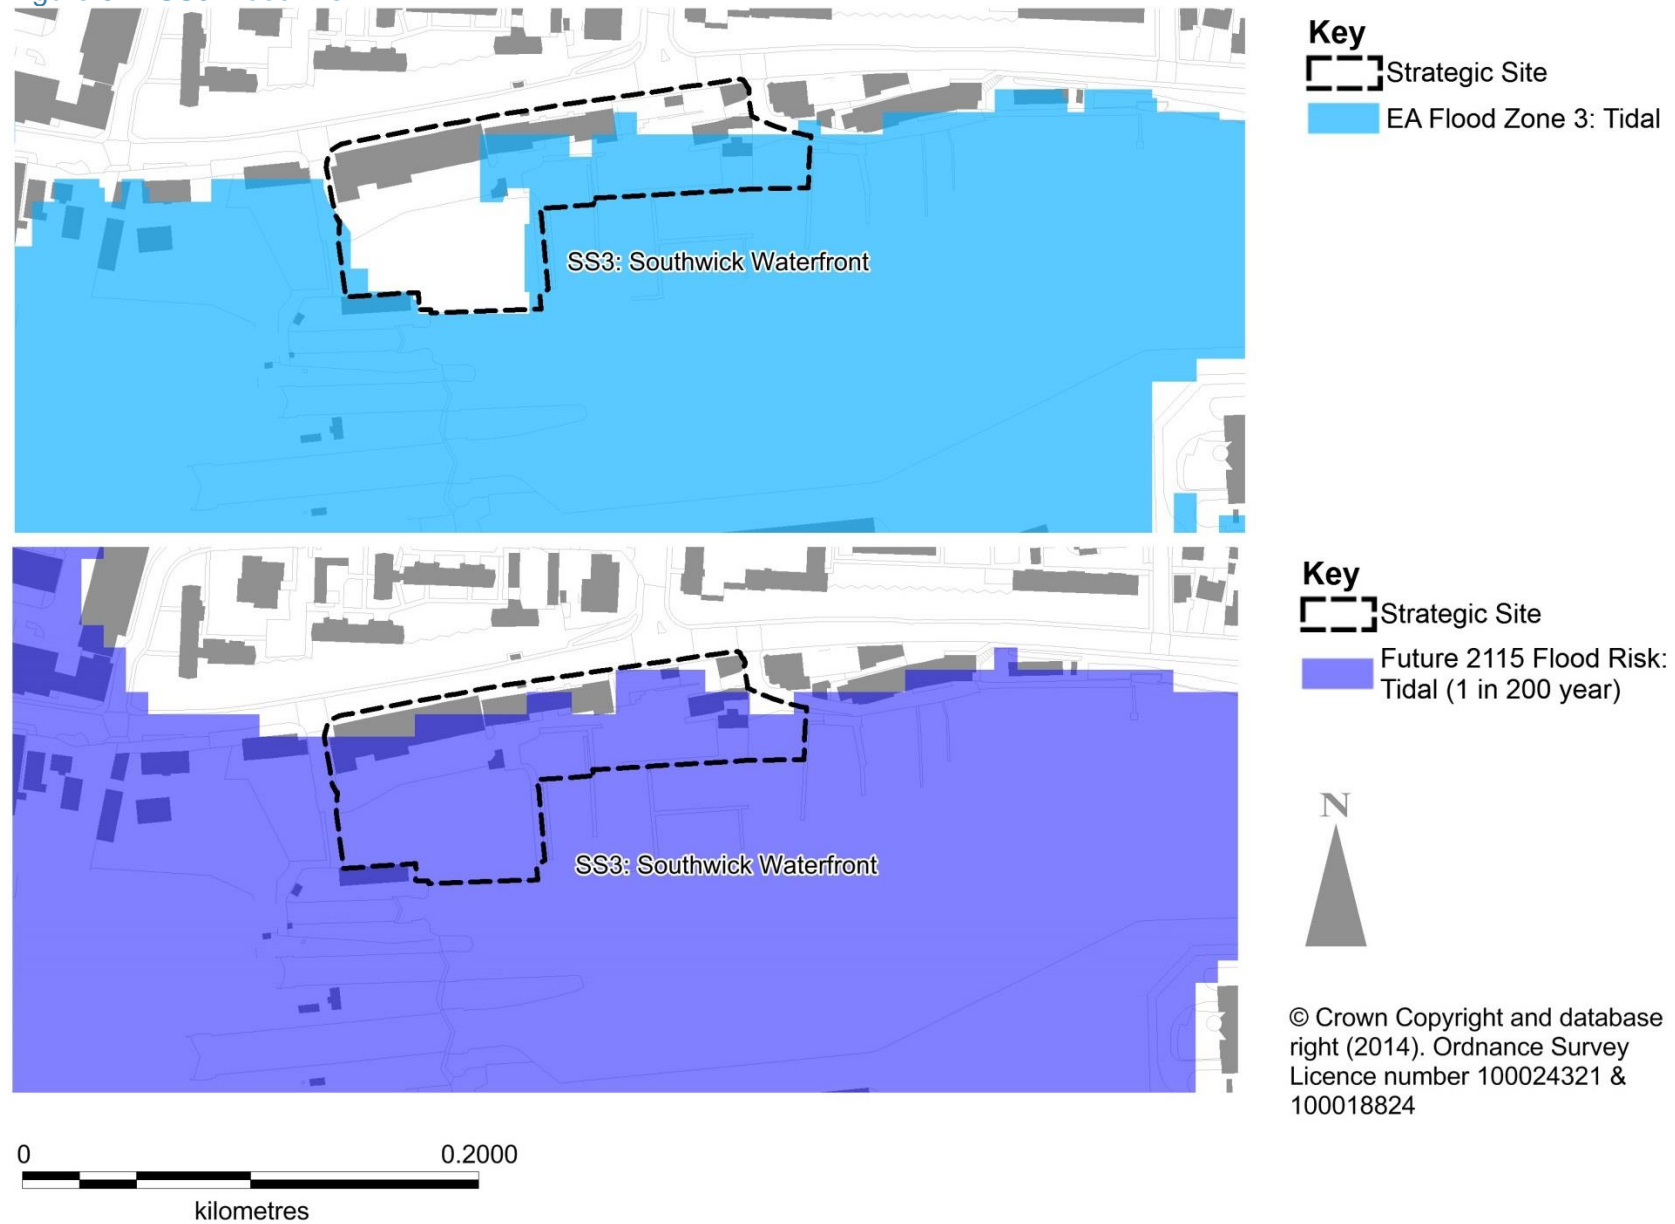 Key
Strategic Site
EA Flood Zone 3: Tidal
SS3: Southwick Waterfront
Key
Strategic Site
Future 2115 Flood Risk:
Tidal (1 in 200 year)
SS3: Southwick Waterfront
N
© Crown Copyright and database
right (2014). Ordnance Survey
Licence number 100024321 &
100018824
0 0.2000
kilometres